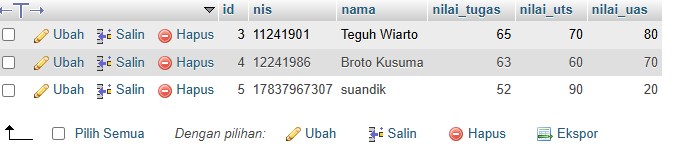 id nis nama nilai_tugas nilai_uts nilai_uas
Ubah Salin Hapus 3 11241901 Teguh Wiarto 65 70 80
Ubah Salin Hapus 4 12241986 Broto Kusuma 63 60 70
Ubah Salin Hapus 5 17837967307 suandik 52 90 20
Pilih Semua Dengan pilihan: Ubah Salin Hapus Ekspor